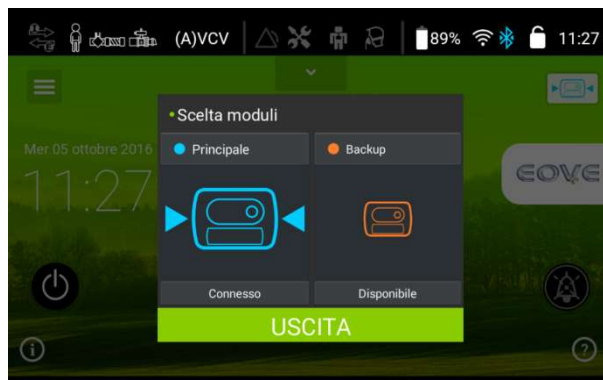 (A)VCV 89% 11:27
Scelta moduli
Principale Backup
Mer 05 ottobre 2016
11:27
EOVE
Connesso Disponibile
USCITA